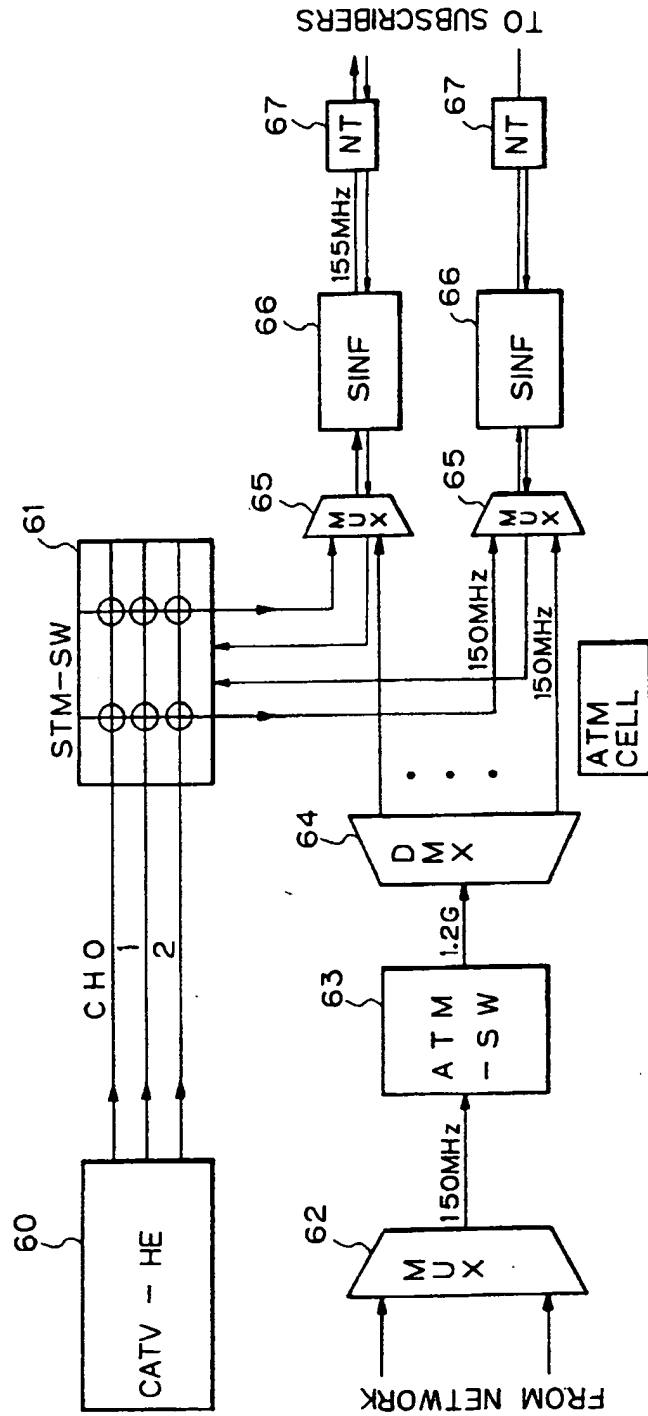 60
CATV - HE
CH0
1
2
61
STM-SW
FROM NETWORK
62
MUX
150MHz
63
ATM
-SW
1.2G
64
DMX
150MHz
150MHz
ATM
CELL
65
MUX
65
MUX
66
SINF
66
SINF
155MHz
67
NT
67
NT
TO SUBSCRIBERS